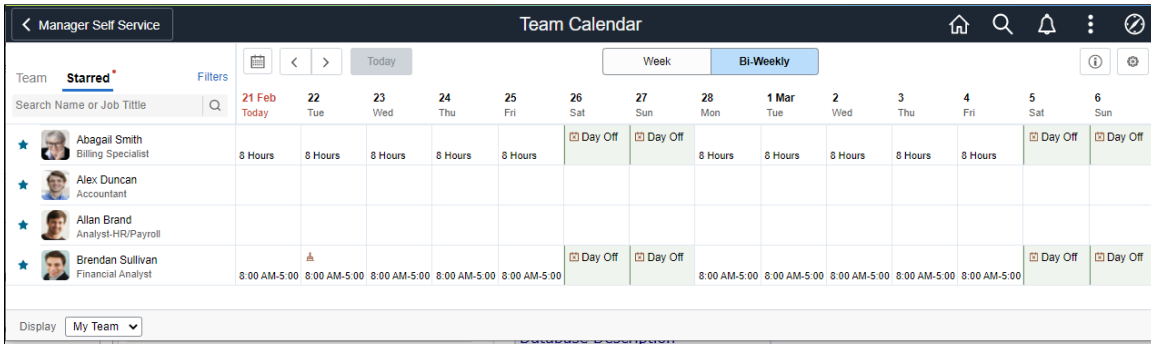 Manager Self Service
Team Calendar
Team Starred* Filters
Today
Week Bi-Weekly
Search Name or Job Tittle
21 Feb 22 23 24 25 26 27 28 1 Mar 2 3 4 5 6
Today Tue Wed Thu Fri Sat Sun Mon Tue Wed Thu Fri Sat Sun
Abagail Smith
Billing Specialist
Day Off Day Off Day Off Day Off
8 Hours 8 Hours 8 Hours 8 Hours 8 Hours 8 Hours 8 Hours 8 Hours 8 Hours 8 Hours
Alex Duncan
Accountant
Allan Brand
Analyst-HR/Payroll
Brendan Sullivan
Financial Analyst
Day Off Day Off Day Off Day Off
8:00 AM-5:00 8:00 AM-5:00 8:00 AM-5:00 8:00 AM-5:00 8:00 AM-5:00 8:00 AM-5:00 8:00 AM-5:00 8:00 AM-5:00 8:00 AM-5:00 8:00 AM-5:00
Display My Team
Database Description